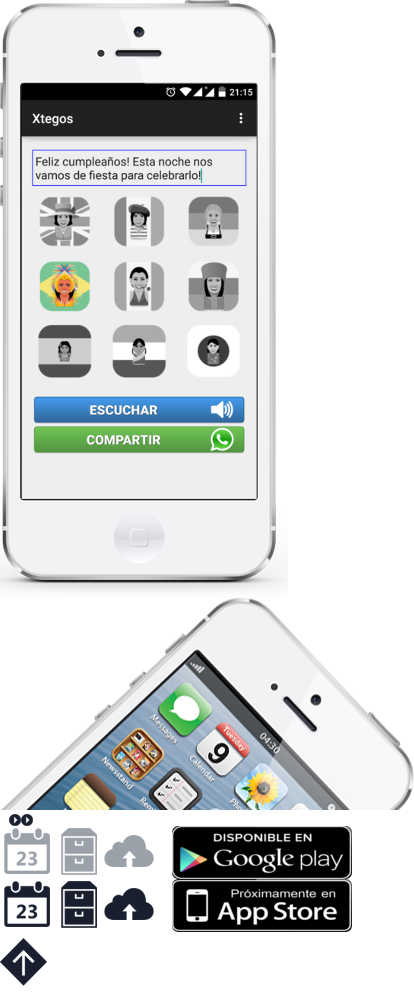 21:15
Xtegos
Feliz cumpleaños! Esta noche nos
vamos de fiesta para celebrarlo!
ESCUCHAR
COMPARTIR
04:30
Messages
Tuesday
9
Calendar
Newsstand
23
DISPONIBLE EN
Google play
23
Próximamente en
App Store